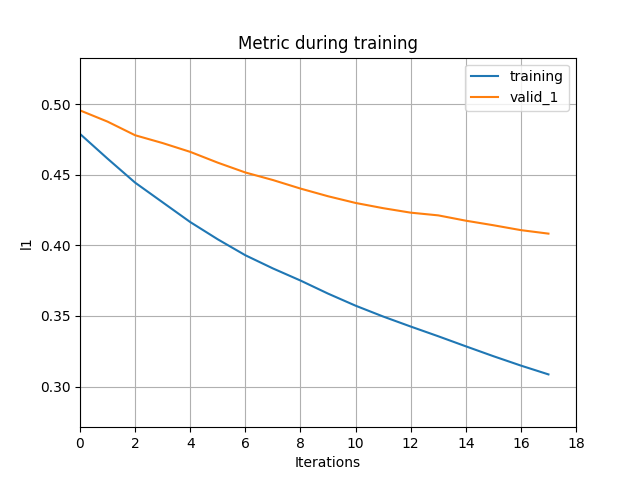 Metric during training
training
valid_1
0.50
0.45
0.40
0.35
0.30
l1
0 2 4 6 8 10 12 14 16 18
Iterations